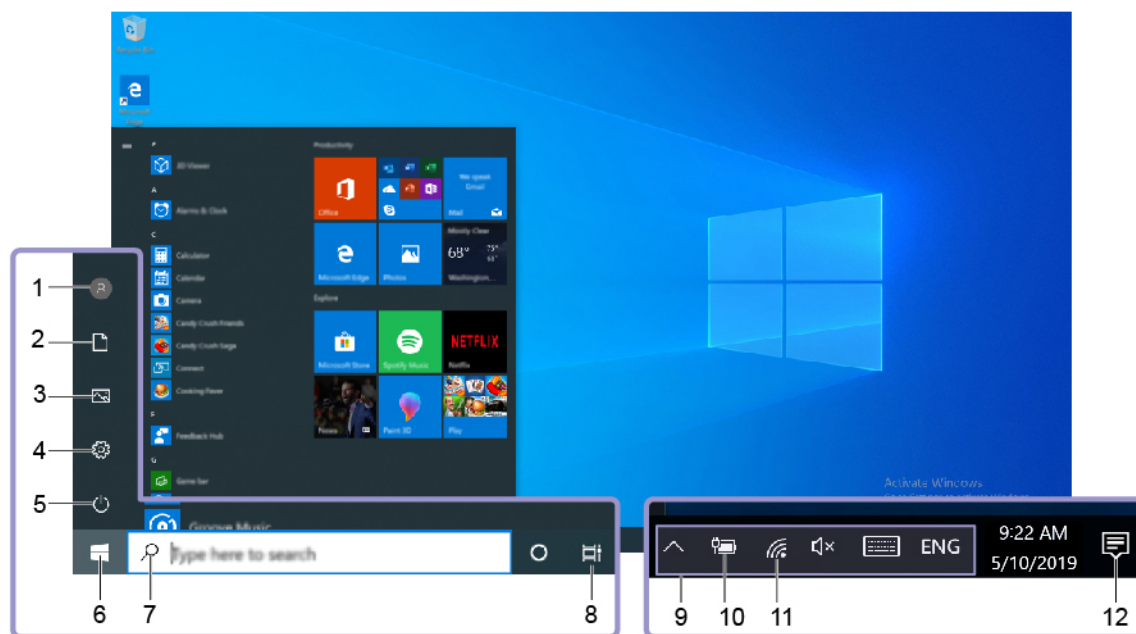 Recycle Bin
Microsoft Edge
Productivity
#
3D Viewer
A
Alarms & Clock
C
Calculator
Calendar
Camera
Candy Crush Friends
Candy Crush Saga
Connect
Cooking Fever
F
Feedback Hub
G
Game bar
Groove Music
Office
We speak Email
Mail
Microsoft Edge
Photos
Mostly Clear
68° 75° 61°
Washington,...
Explore
Microsoft Store
Spotify Music
NETFLIX
Netflix
News
Paint 3D
Play
Activate Windows
1
2
3
4
5
Type here to search
ENG
9:22 AM
5/10/2019
6
7
8
9
10
11
12